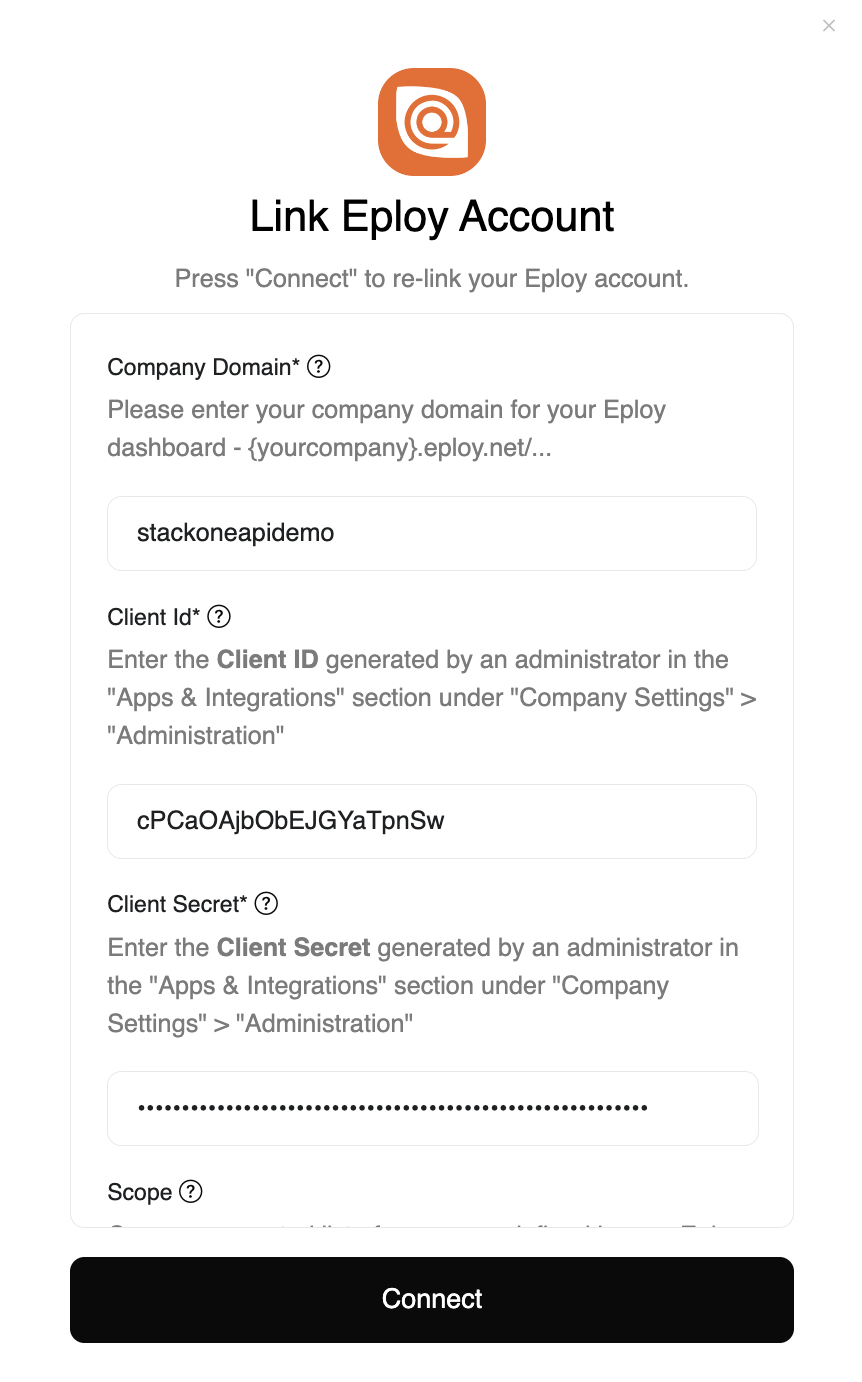 Link Eploy Account
Press "Connect" to re-link your Eploy account.
Company Domain*
Please enter your company domain for your Eploy
dashboard - {yourcompany}.eploy.net/...
stackoneapidemo
Client Id*
Enter the Client ID generated by an administrator in the
"Apps & Integrations" section under "Company Settings" >
"Administration"
cPCaOAjbObEJGYaTpnSw
Client Secret*
Enter the Client Secret generated by an administrator in
the "Apps & Integrations" section under "Company
Settings" > "Administration"
Scope
Connect